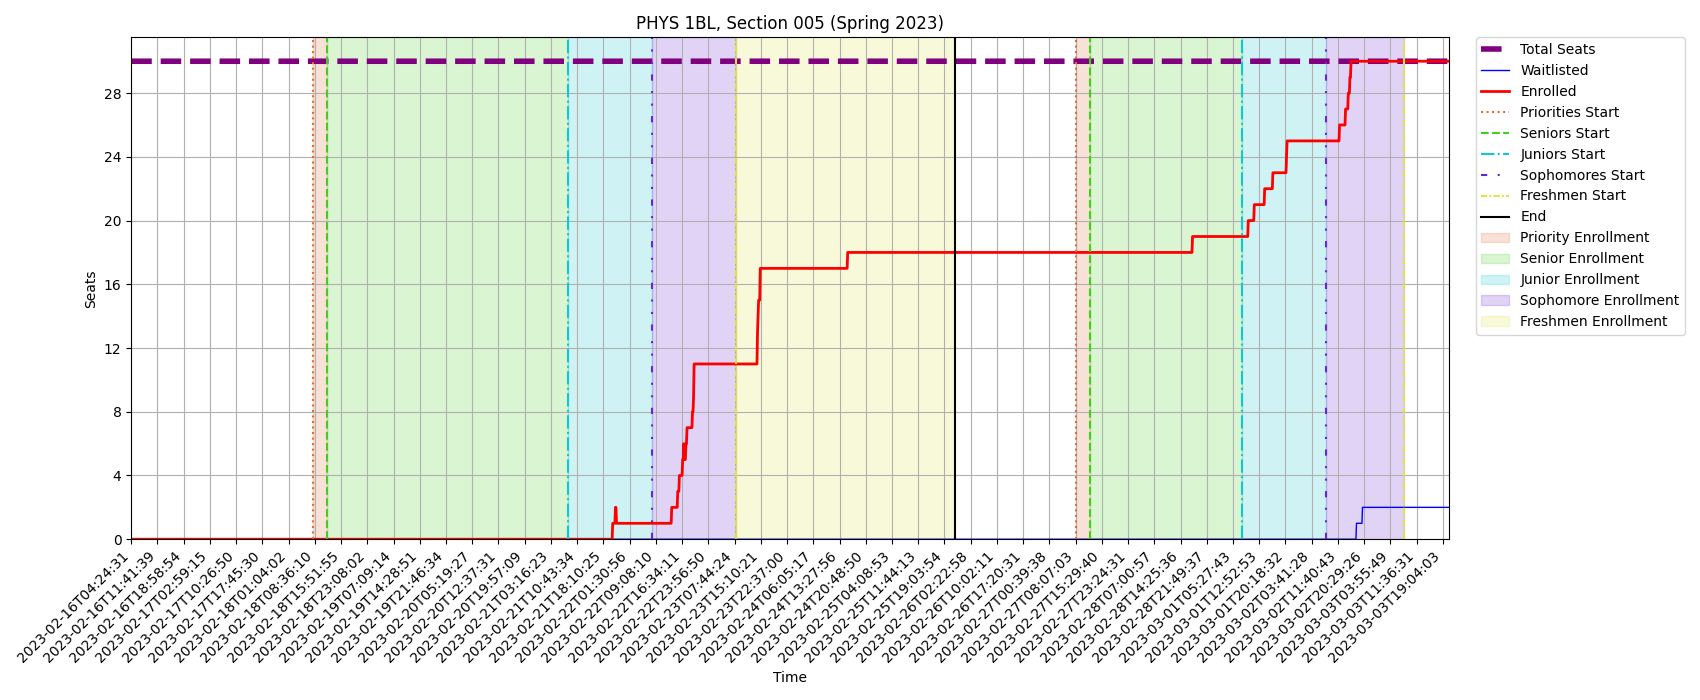 PHYS 1BL, Section 005 (Spring 2023)
Seats
28
24
20
16
12
8
4
0
2023-02-16T04:24:31
2023-02-16T11:41:39
2023-02-16T18:58:54
2023-02-17T02:59:15
2023-02-17T10:26:50
2023-02-17T17:45:30
2023-02-18T01:04:02
2023-02-18T08:36:10
2023-02-18T15:51:55
2023-02-18T23:08:02
2023-02-19T07:09:14
2023-02-19T14:28:51
2023-02-19T21:46:34
2023-02-20T05:19:27
2023-02-20T12:37:31
2023-02-20T19:57:09
2023-02-21T03:16:23
2023-02-21T10:43:34
2023-02-21T18:10:25
2023-02-22T01:30:56
2023-02-22T09:08:10
2023-02-22T16:34:11
2023-02-22T23:56:50
2023-02-23T07:44:24
2023-02-23T15:10:21
2023-02-23T22:37:00
2023-02-24T06:05:17
2023-02-24T13:27:56
2023-02-24T20:48:50
2023-02-25T04:08:53
2023-02-25T11:44:13
2023-02-25T19:03:54
2023-02-26T02:22:58
2023-02-26T10:02:11
2023-02-26T17:20:31
2023-02-27T00:39:38
2023-02-27T08:07:03
2023-02-27T15:29:40
2023-02-27T23:24:31
2023-02-28T07:00:57
2023-02-28T14:25:36
2023-02-28T21:49:37
2023-03-01T05:27:43
2023-03-01T12:52:53
2023-03-01T20:18:32
2023-03-02T03:41:28
2023-03-02T11:40:43
2023-03-02T20:29:26
2023-03-03T03:55:49
2023-03-03T11:36:31
2023-03-03T19:04:03
Time
Total Seats
Waitlisted
Enrolled
Priorities Start
Seniors Start
Juniors Start
Sophomores Start
Freshmen Start
End
Priority Enrollment
Senior Enrollment
Junior Enrollment
Sophomore Enrollment
Freshmen Enrollment